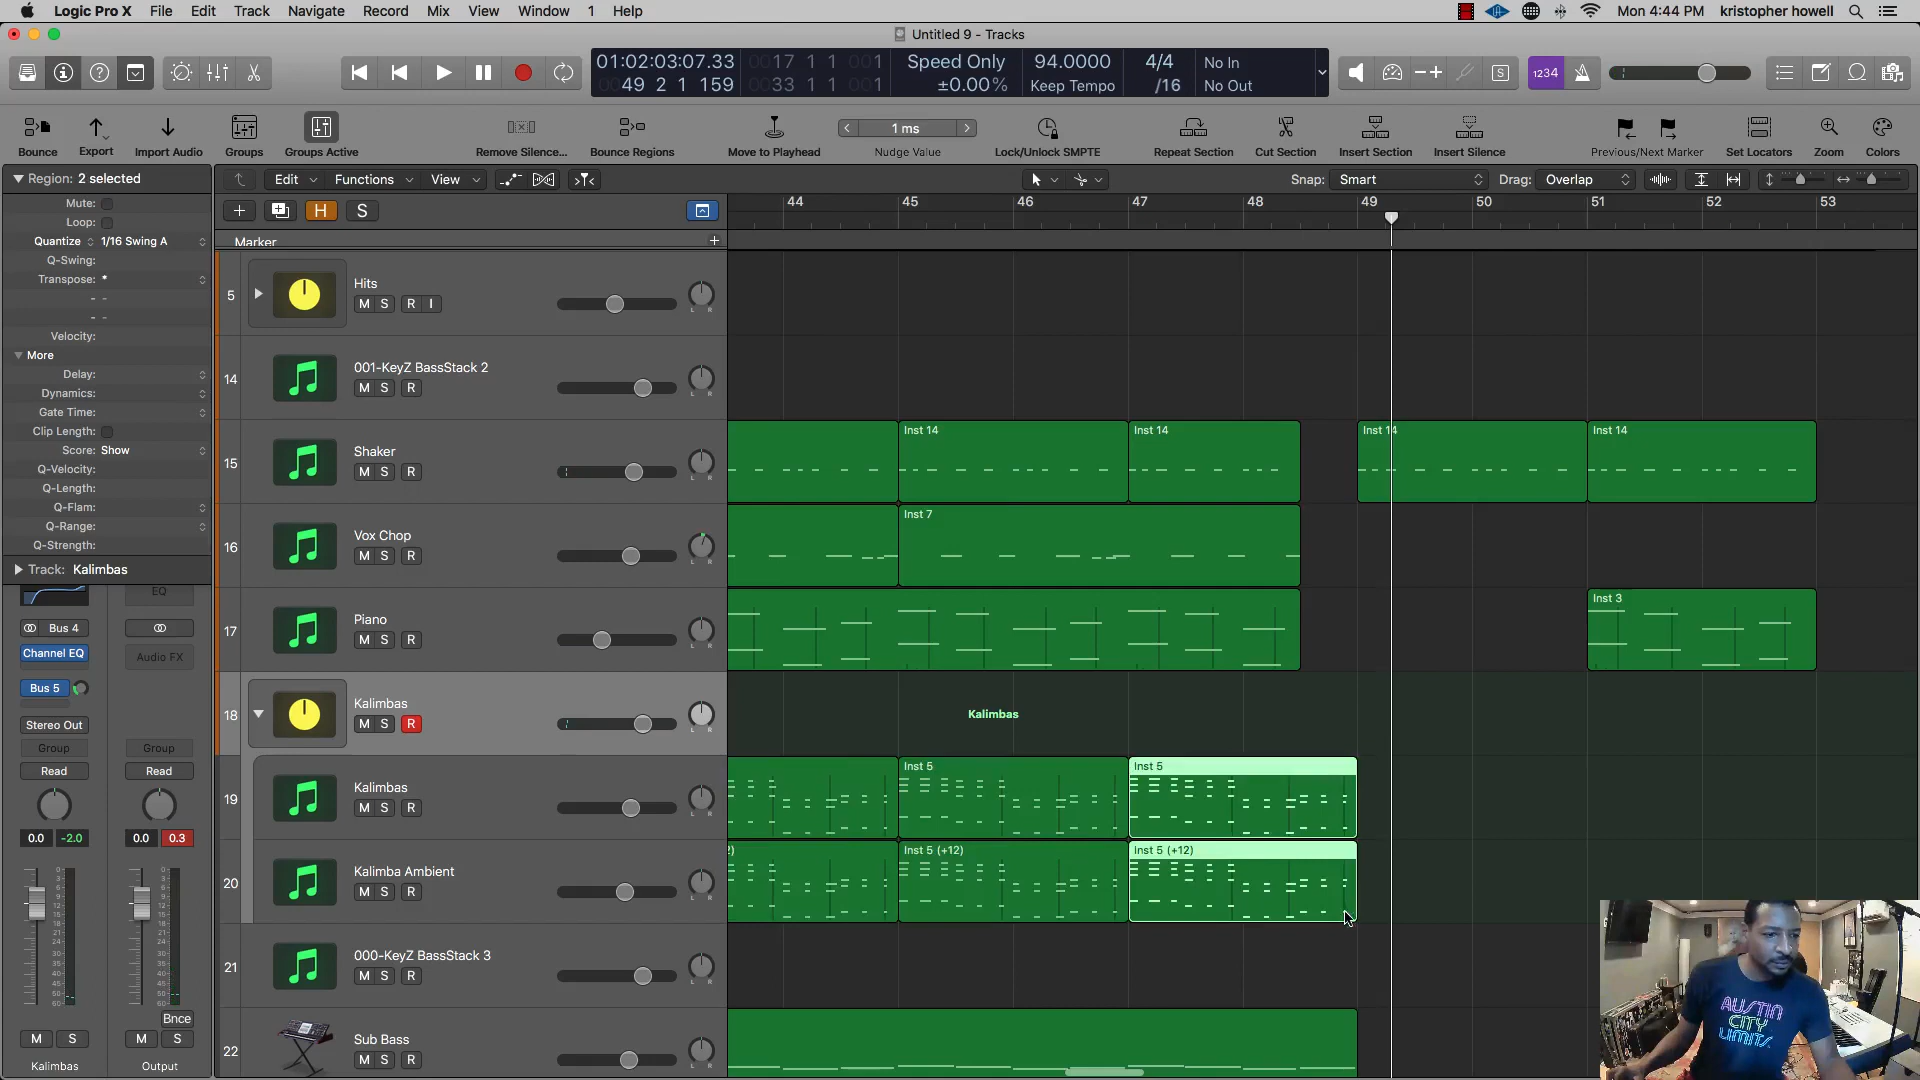 Logic Pro X File Edit Track Navigate Record Mix View Window 1 Help Mon 4:44 PM kristopher howell
Untitled 9 - Tracks
01:02:03:07.33 0017 1 1 001 Speed Only 94.0000 4/4 No In
0049 2 1 159 0033 1 1 001 ±0.00% Keep Tempo /16 No Out
S 1234
1 ms
Bounce Export Import Audio Groups Groups Active Remove Silence... Bounce Regions Move to Playhead Nudge Value Lock/Unlock SMPTE Repeat Section Cut Section Insert Section Insert Silence Previous/Next Marker Set Locators Zoom Colors
Region: 2 selected
Edit Functions View Snap: Smart Drag: Overlap
Mute:
Loop:
Quantize 1/16 Swing A
Q-Swing:
Transpose: *
- -
- -
Velocity:
More
Delay:
Dynamics:
Gate Time:
Clip Length:
Score: Show
Q-Velocity:
Q-Length:
Q-Flam:
Q-Range:
Q-Strength:
Track: Kalimbas
EQ
Bus 4
Channel EQ Audio FX
Bus 5
Stereo Out
Group Group
Read Read
0.0 -2.0 0.0 0.3
Bnce
M S M S
Kalimbas Output
+ H S
44 45 46 47 48 49 50 51 52 53
Marker +
5 Hits
M S R I
L R
14 001-KeyZ BassStack 2
M S R
L R
15 Shaker
M S R
L R
Inst 14 Inst 14 Inst 14 Inst 14
16 Vox Chop
M S R
L R
Inst 7
17 Piano
M S R
L R
Inst 3
18 Kalimbas
M S R
L R
Kalimbas
19 Kalimbas
M S R
L R
Inst 5 Inst 5
20 Kalimba Ambient
M S R
L R
2) Inst 5 (+12) Inst 5 (+12)
21 000-KeyZ BassStack 3
M S R
L R
22 Sub Bass
M S R
L R
AUSTIN
CITY
LIMITS